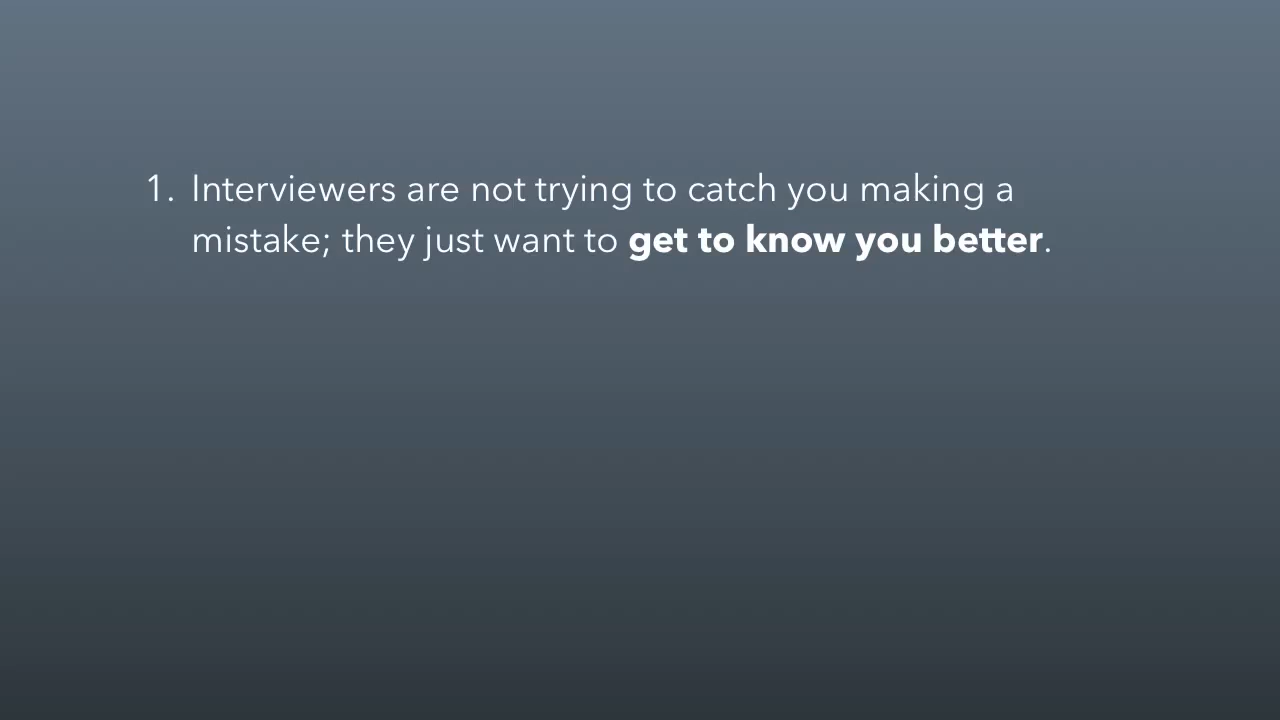 1. Interviewers are not trying to catch you making a
mistake; they just want to get to know you better.